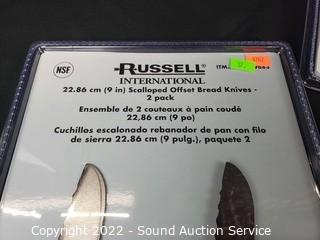 NSF
RUSSELL
INTERNATIONAL
22.86 cm (9 in) Scalloped Offset Bread Knives -
2 pack
Ensemble de 2 couteaux à pain coudé
22,86 cm (9 po)
Cuchillos escalonado rebanador de pan con filo
de sierra 22.86 cm (9 pulg.), paquete 2
Copyright 2022 - Sound Auction Service